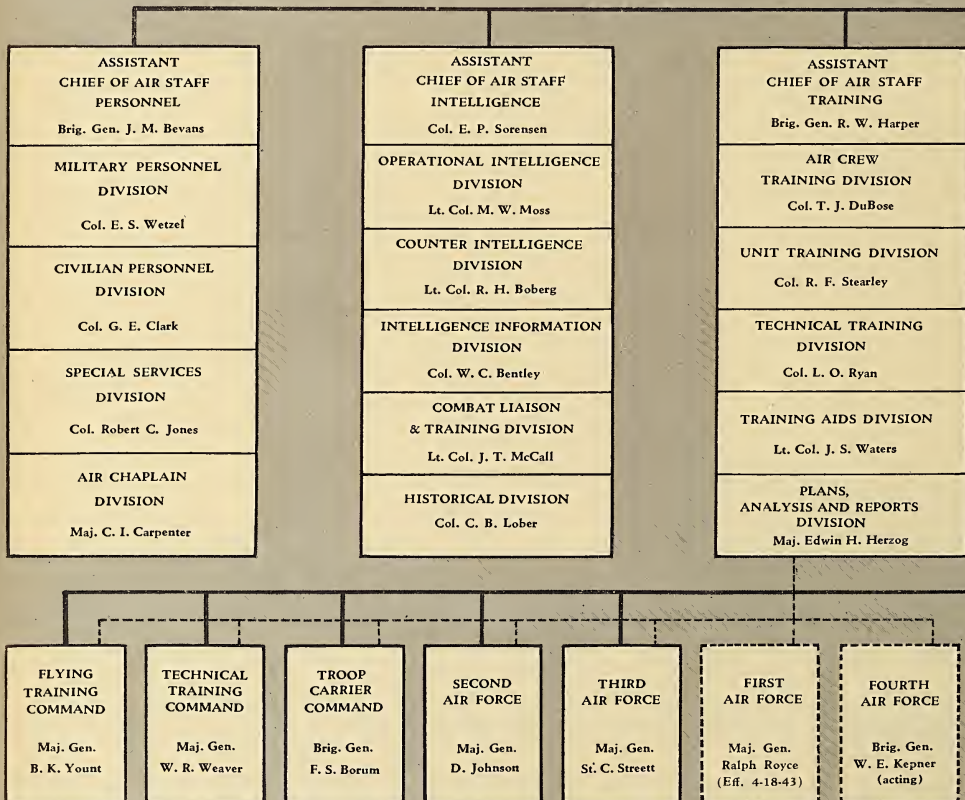 ASSISTANT
CHIEF OF AIR STAFF
PERSONNEL
Brig. Gen. J. M. Bevans
MILITARY PERSONNEL
DIVISION
Col. E. S. Wetzel
CIVILIAN PERSONNEL
DIVISION
Col. G. E. Clark
SPECIAL SERVICES
DIVISION
Col. Robert C. Jones
AIR CHAPLAIN
DIVISION
Maj. C. I. Carpenter
ASSISTANT
CHIEF OF AIR STAFF
INTELLIGENCE
Col. E. P. Sorensen
OPERATIONAL INTELLIGENCE
DIVISION
Lt. Col. M. W. Moss
COUNTER INTELLIGENCE
DIVISION
Lt. Col. R. H. Boberg
INTELLIGENCE INFORMATION
DIVISION
Col. W. C. Bentley
COMBAT LIAISON
& TRAINING DIVISION
Lt. Col. J. T. McCall
HISTORICAL DIVISION
Col. C. B. Lober
ASSISTANT
CHIEF OF AIR STAFF
TRAINING
Brig. Gen. R. W. Harper
AIR CREW
TRAINING DIVISION
Col. T. J. DuBose
UNIT TRAINING DIVISION
Col. R. F. Stearley
TECHNICAL TRAINING
DIVISION
Col. L. O. Ryan
TRAINING AIDS DIVISION
Lt. Col. J. S. Waters
PLANS,
ANALYSIS AND REPORTS
DIVISION
Maj. Edwin H. Herzog
FLYING
TRAINING
COMMAND
Maj. Gen.
B. K. Yount
TECHNICAL
TRAINING
COMMAND
Maj. Gen.
W. R. Weaver
TROOP
CARRIER
COMMAND
Brig. Gen.
F. S. Borum
SECOND
AIR FORCE
Maj. Gen.
D. Johnson
THIRD
AIR FORCE
Maj. Gen.
St. C. Streett
FIRST
AIR FORCE
Maj. Gen.
Ralph Royce
(Eff. 4-18-43)
FOURTH
AIR FORCE
Brig. Gen.
W. E. Kepner
(acting)